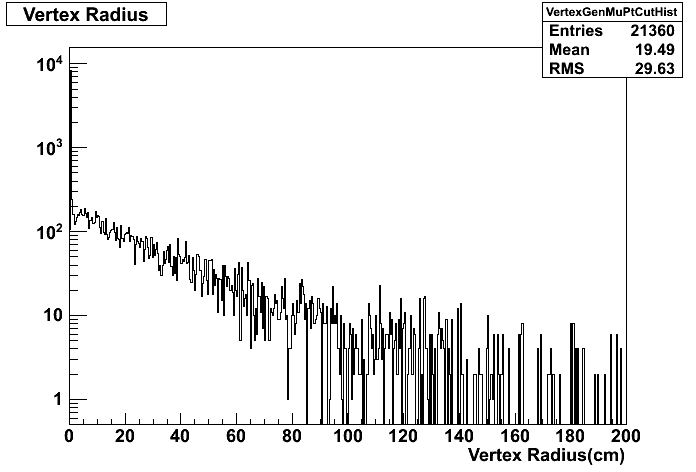 Vertex Radius
VertexGenMuPtCutHist
Entries 21360
Mean 19.49
RMS 29.63
10⁴
10³
10²
10
1
0 20 40 60 80 100 120 140 160 180 200
Vertex Radius(cm)